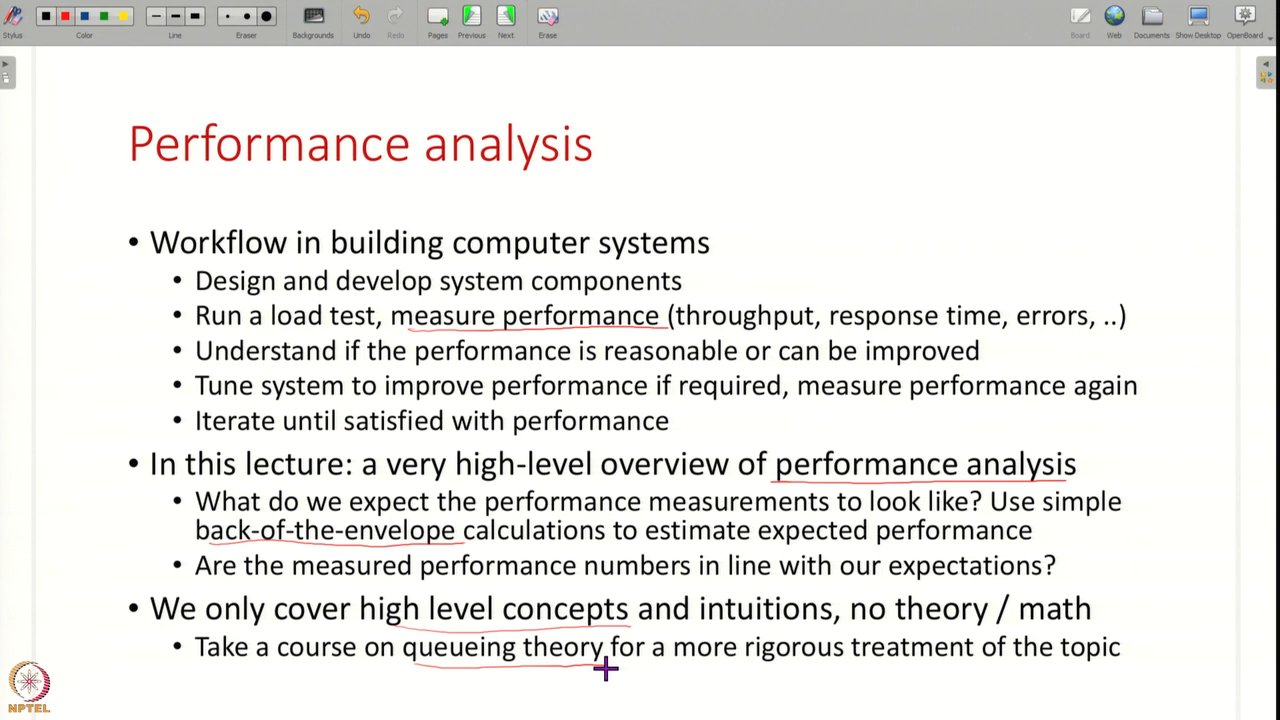 Stylus
Color
Line
Eraser
Backgrounds
Undo
Redo
Pages
Previous
Next
Erase
Board
Web
Documents
Show Desktop
OpenBoard
Performance analysis
• Workflow in building computer systems
• Design and develop system components
• Run a load test, measure performance (throughput, response time, errors, ..)
• Understand if the performance is reasonable or can be improved
• Tune system to improve performance if required, measure performance again
• Iterate until satisfied with performance
• In this lecture: a very high-level overview of performance analysis
• What do we expect the performance measurements to look like? Use simple
back-of-the-envelope calculations to estimate expected performance
• Are the measured performance numbers in line with our expectations?
• We only cover high level concepts and intuitions, no theory / math
• Take a course on queueing theory for a more rigorous treatment of the topic
NPTEL